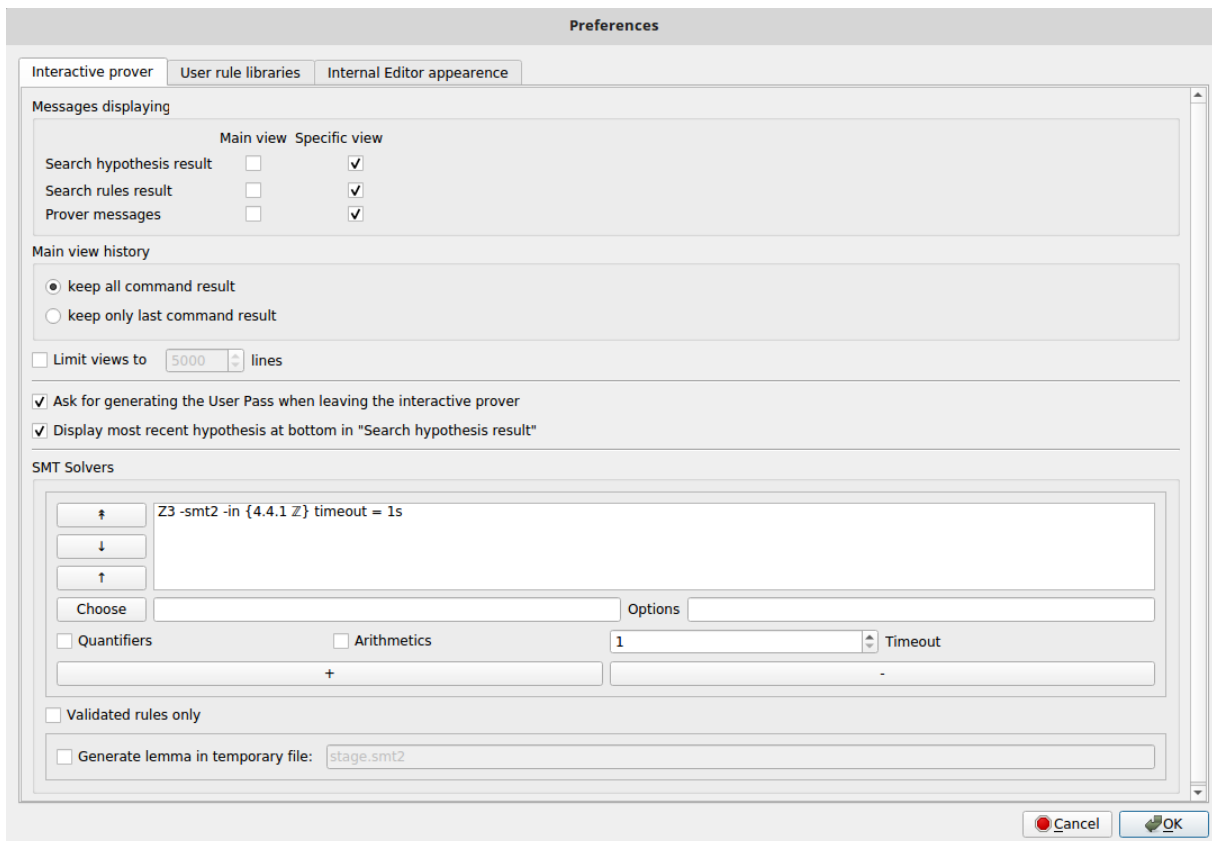 Preferences
Interactive prover User rule libraries Internal Editor appearence
Messages displaying
Main view Specific view
Search hypothesis result
Search rules result
Prover messages
Main view history
keep all command result
keep only last command result
Limit views to 5000 lines
Ask for generating the User Pass when leaving the interactive prover
Display most recent hypothesis at bottom in "Search hypothesis result"
SMT Solvers
↟ Z3 -smt2 -in {4.4.1 ℤ} timeout = 1s
↓
↑
Choose Options
Quantifiers Arithmetics 1 Timeout
+ -
Validated rules only
Generate lemma in temporary file: stage.smt2
Cancel OK